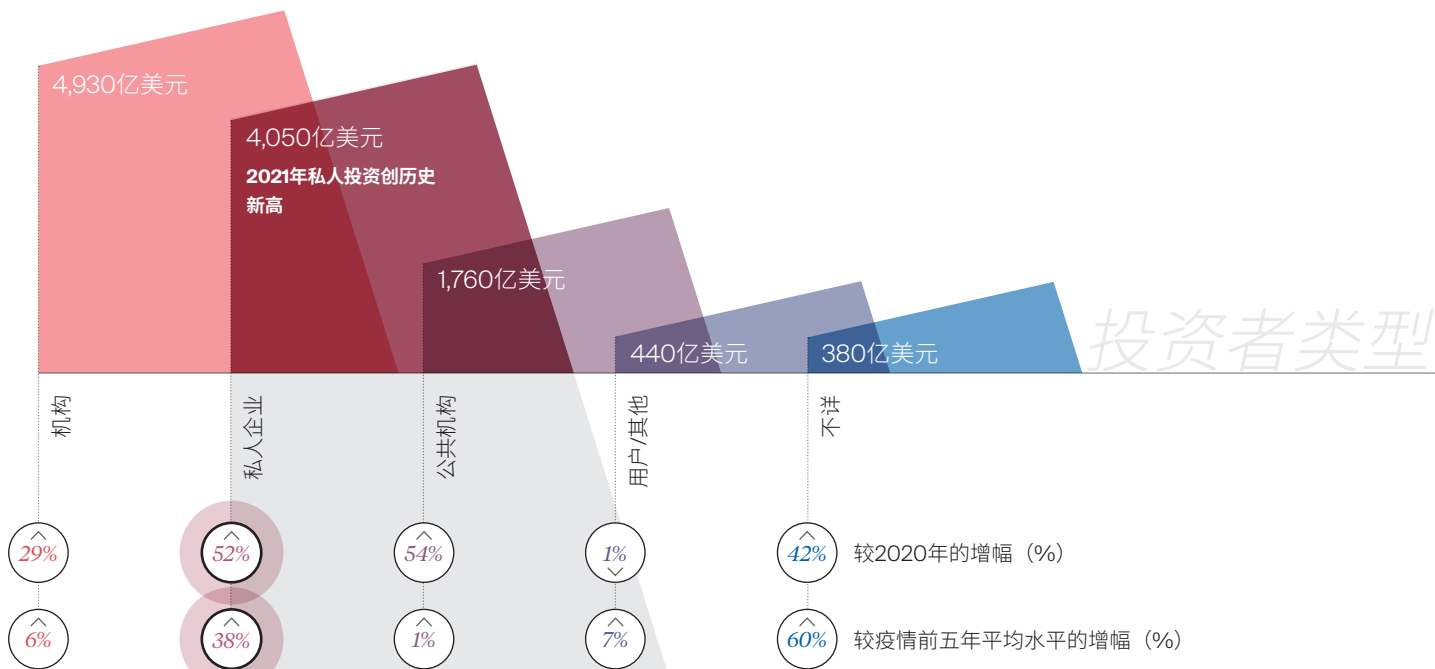 4,930亿美元
4,050亿美元
2021年私人投资创历史
新高
1,760亿美元
440亿美元
380亿美元
投资者类型
机构
私人企业
公共机构
用户/其他
不详
29%
52%
54%
1%
42%
较2020年的增幅（%）
6%
38%
1%
7%
60%
较疫情前五年平均水平的增幅（%）